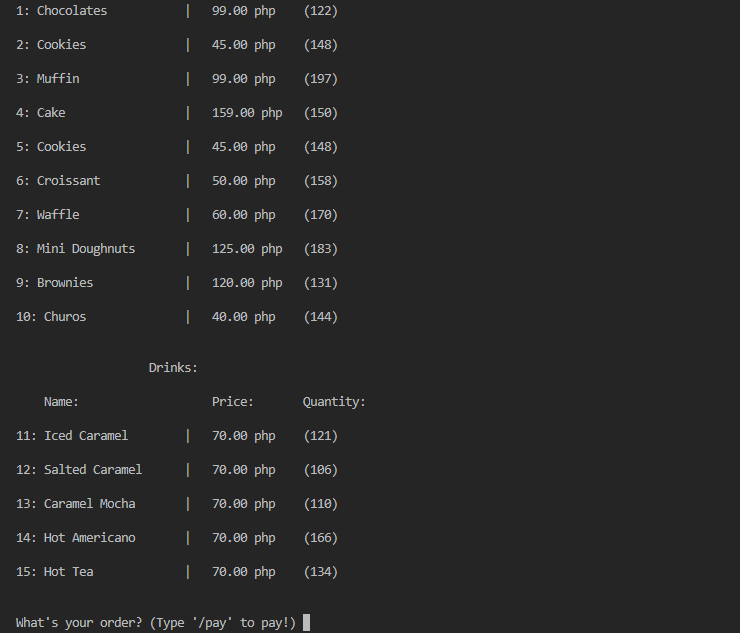 1: Chocolates | 99.00 php (122)
2: Cookies | 45.00 php (148)
3: Muffin | 99.00 php (197)
4: Cake | 159.00 php (150)
5: Cookies | 45.00 php (148)
6: Croissant | 50.00 php (158)
7: Waffle | 60.00 php (170)
8: Mini Doughnuts | 125.00 php (183)
9: Brownies | 120.00 php (131)
10: Churos | 40.00 php (144)
Drinks:
Name: Price: Quantity:
11: Iced Caramel | 70.00 php (121)
12: Salted Caramel | 70.00 php (106)
13: Caramel Mocha | 70.00 php (110)
14: Hot Americano | 70.00 php (166)
15: Hot Tea | 70.00 php (134)
What's your order? (Type '/pay' to pay!)